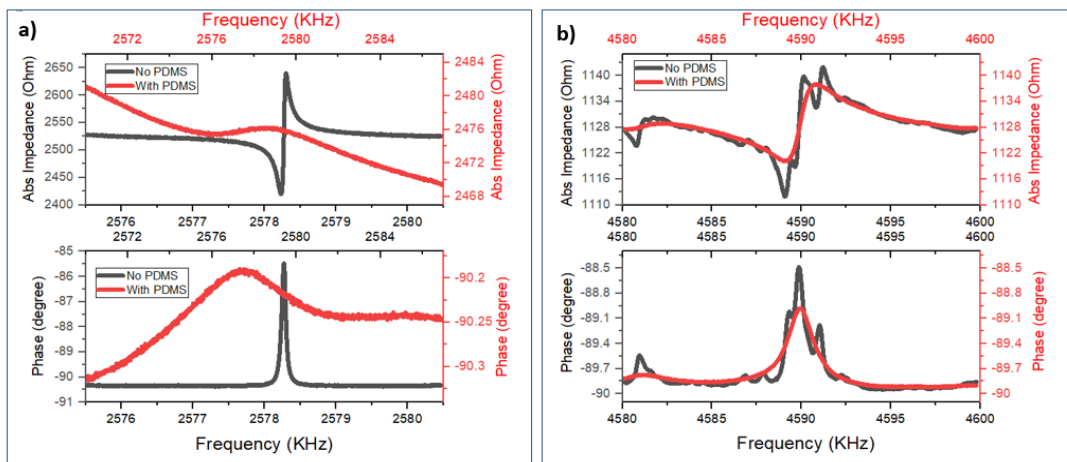 a)
Frequency (KHz)
2572 2576 2580 2584
2650
2600
2550
2500
2450
2400
Abs Impedance (Ohm)
No PDMS
With PDMS
2484
2480
2476
2472
2468
Abs Impedance (Ohm)
2576 2577 2578 2579 2580
2572 2576 2580 2584
-85
-86
-87
-88
-89
-90
-91
Phase (degree)
No PDMS
With PDMS
-90.2
-90.25
-90.3
Phase (degree)
2576 2577 2578 2579 2580
Frequency (KHz)
b)
Frequency (KHz)
4580 4585 4590 4595 4600
1140
1134
1128
1122
1116
1110
Abs Impedance (Ohm)
No PDMS
With PDMS
1140
1134
1128
1122
1116
1110
Abs Impedance (Ohm)
4580 4585 4590 4595 4600
4580 4585 4590 4595 4600
-88.5
-88.8
-89.1
-89.4
-89.7
-90
Phase (degree)
-88.5
-88.8
-89.1
-89.4
-89.7
-90
Phase (degree)
4580 4585 4590 4595 4600
Frequency (KHz)